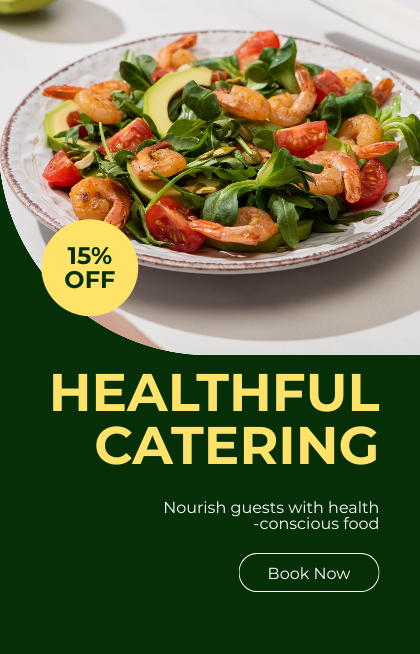 15%
OFF
HEALTHFUL
CATERING
Nourish guests with health
-conscious food
Book Now